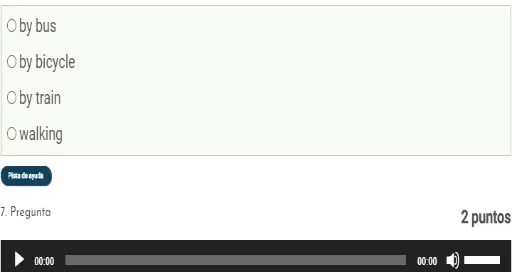 by bus
by bicycle
by train
walking
Pista de ayuda
7. Pregunta
2 puntos
00:00 00:00